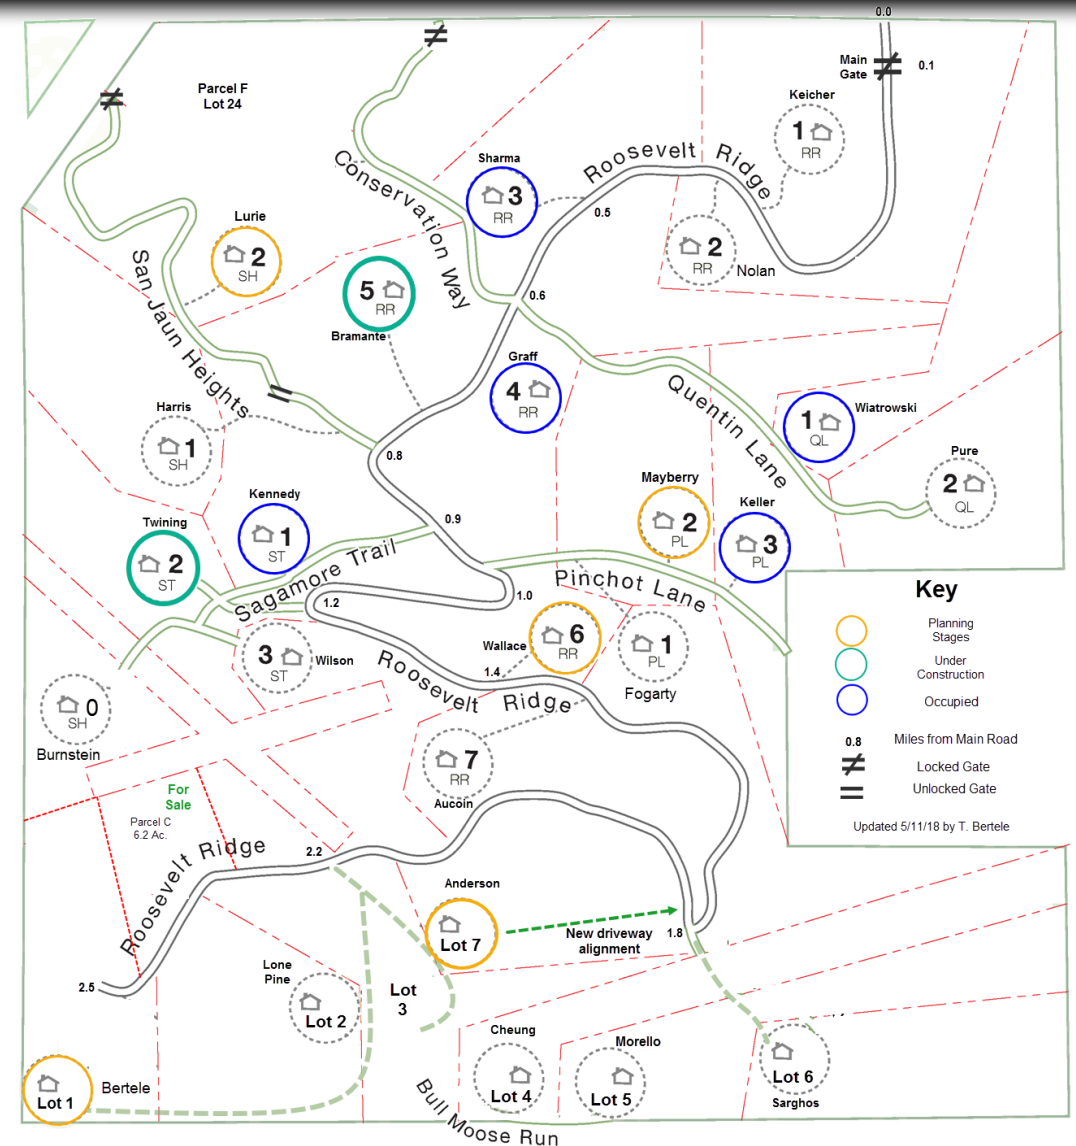 0.0
Main
Gate
0.1
Parcel F
Lot 24
Keicher
1
RR
Roosevelt Ridge
Conservation Way
Sharma
3
RR
0.5
2
RR
Nolan
Lurie
2
SH
San Jaun Heights
5
RR
Bramante
0.6
Graff
4
RR
Quentin Lane
1
QL
Wiatrowski
Harris
1
SH
0.8
Pure
2
QL
Mayberry
2
PL
Keller
3
PL
Kennedy
1
ST
0.9
Twining
2
ST
Sagamore Trail
Pinchot Lane
1.0
1.2
Wallace
6
RR
1
PL
Fogarty
3
ST
Wilson
1.4
Roosevelt Ridge
0
SH
Burnstein
7
RR
Aucoin
Key
Planning
Stages
Under
Construction
Occupied
0.8
Miles from Main Road
Locked Gate
Unlocked Gate
Updated 5/11/18 by T. Bertele
For
Sale
Parcel C
6.2 Ac.
Roosevelt Ridge
2.2
Anderson
Lot 7
New driveway
alignment
1.8
2.5
Lone
Pine
Lot 2
Lot
3
Cheung
Lot 4
Morello
Lot 5
Lot 6
Sarghos
Lot 1
Bertele
Bull Moose Run